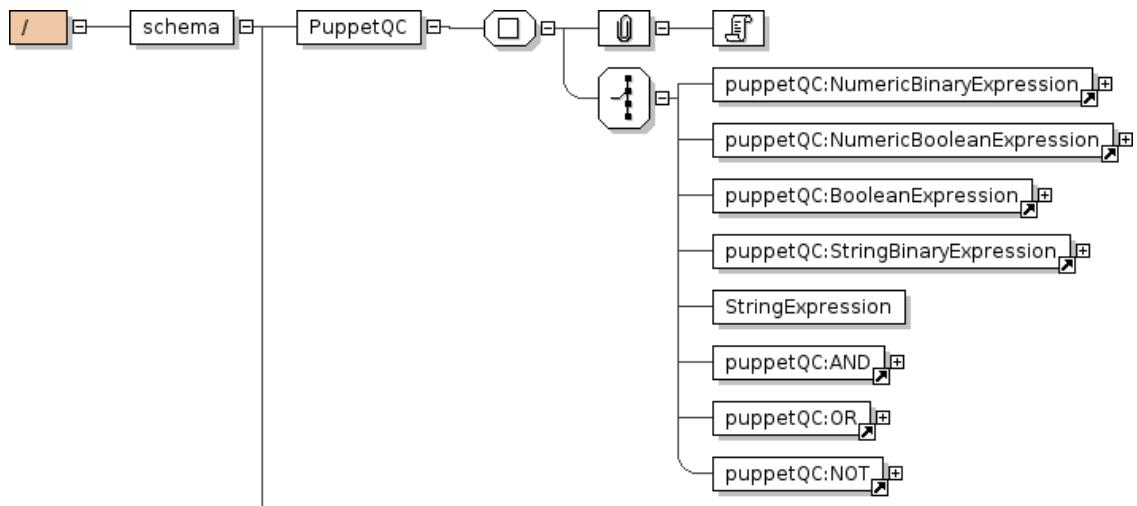 / schema PuppetQC
puppetQC:NumericBinaryExpression
puppetQC:NumericBooleanExpression
puppetQC:BooleanExpression
puppetQC:StringBinaryExpression
StringExpression
puppetQC:AND
puppetQC:OR
puppetQC:NOT